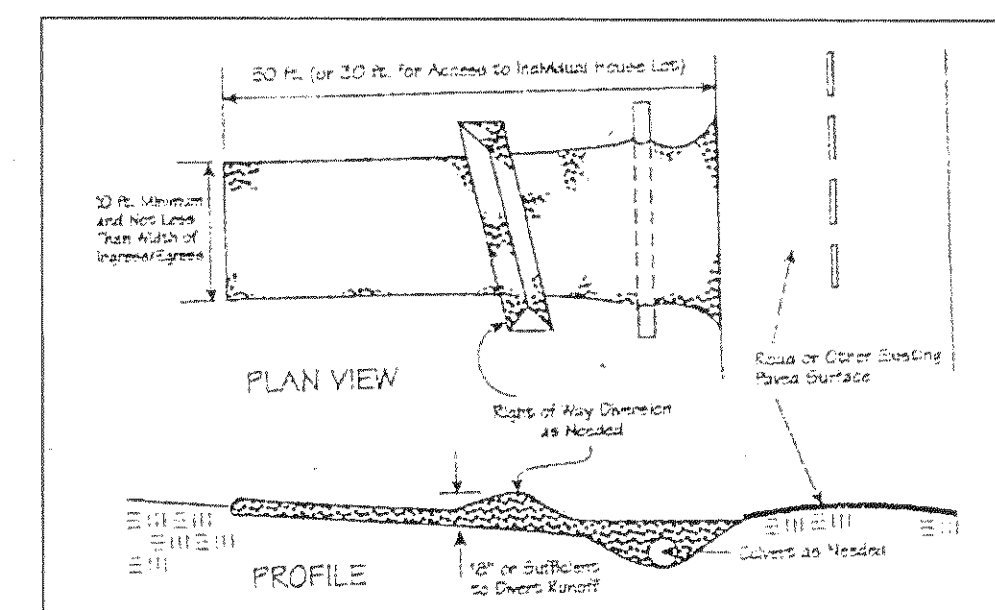 50 Ft. (or 30 Ft. for Access to Individual House Lot)
Ft. Minimum
and Not Less
Than Width of
Ingress/Egress
PLAN VIEW
Road or Other Existing
Paved Surface
Right of Way Diversion
as Needed
Culvert as Needed
PROFILE
or Sufficient
to Divert Runoff